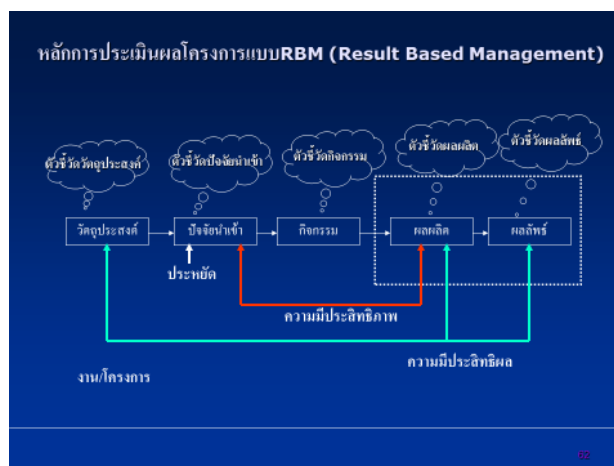 หลักการประเมินผลโครงการแบบRBM (Result Based Management)
ตัวชี้วัดวัตถุประสงค์
ตัวชี้วัดปัจจัยนำเข้า
ตัวชี้วัดกิจกรรม
ตัวชี้วัดผลผลิต
ตัวชี้วัดผลลัพธ์
วัตถุประสงค์
ปัจจัยนำเข้า
กิจกรรม
ผลผลิต
ผลลัพธ์
ประหยัด
ความมีประสิทธิภาพ
ความมีประสิทธิผล
งาน/โครงการ
62